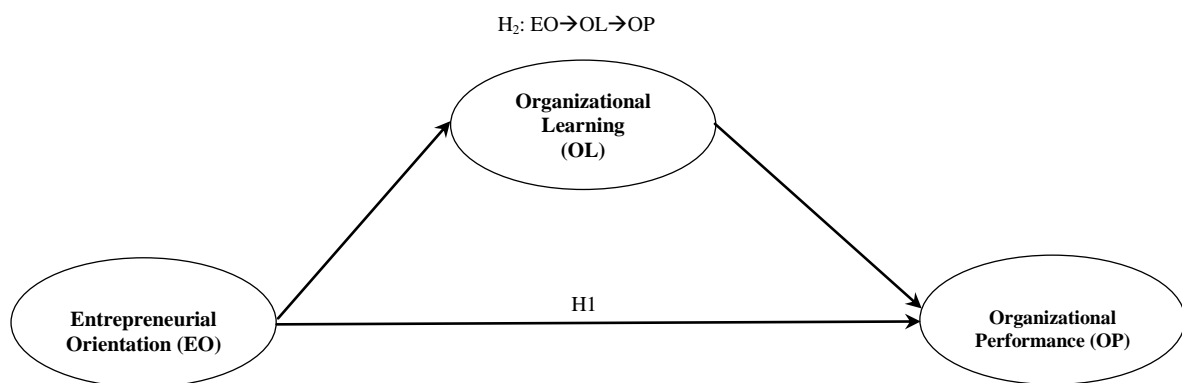 H₂: EO→OL→OP
Organizational
Learning
(OL)
H1
Entrepreneurial
Orientation (EO)
Organizational
Performance (OP)